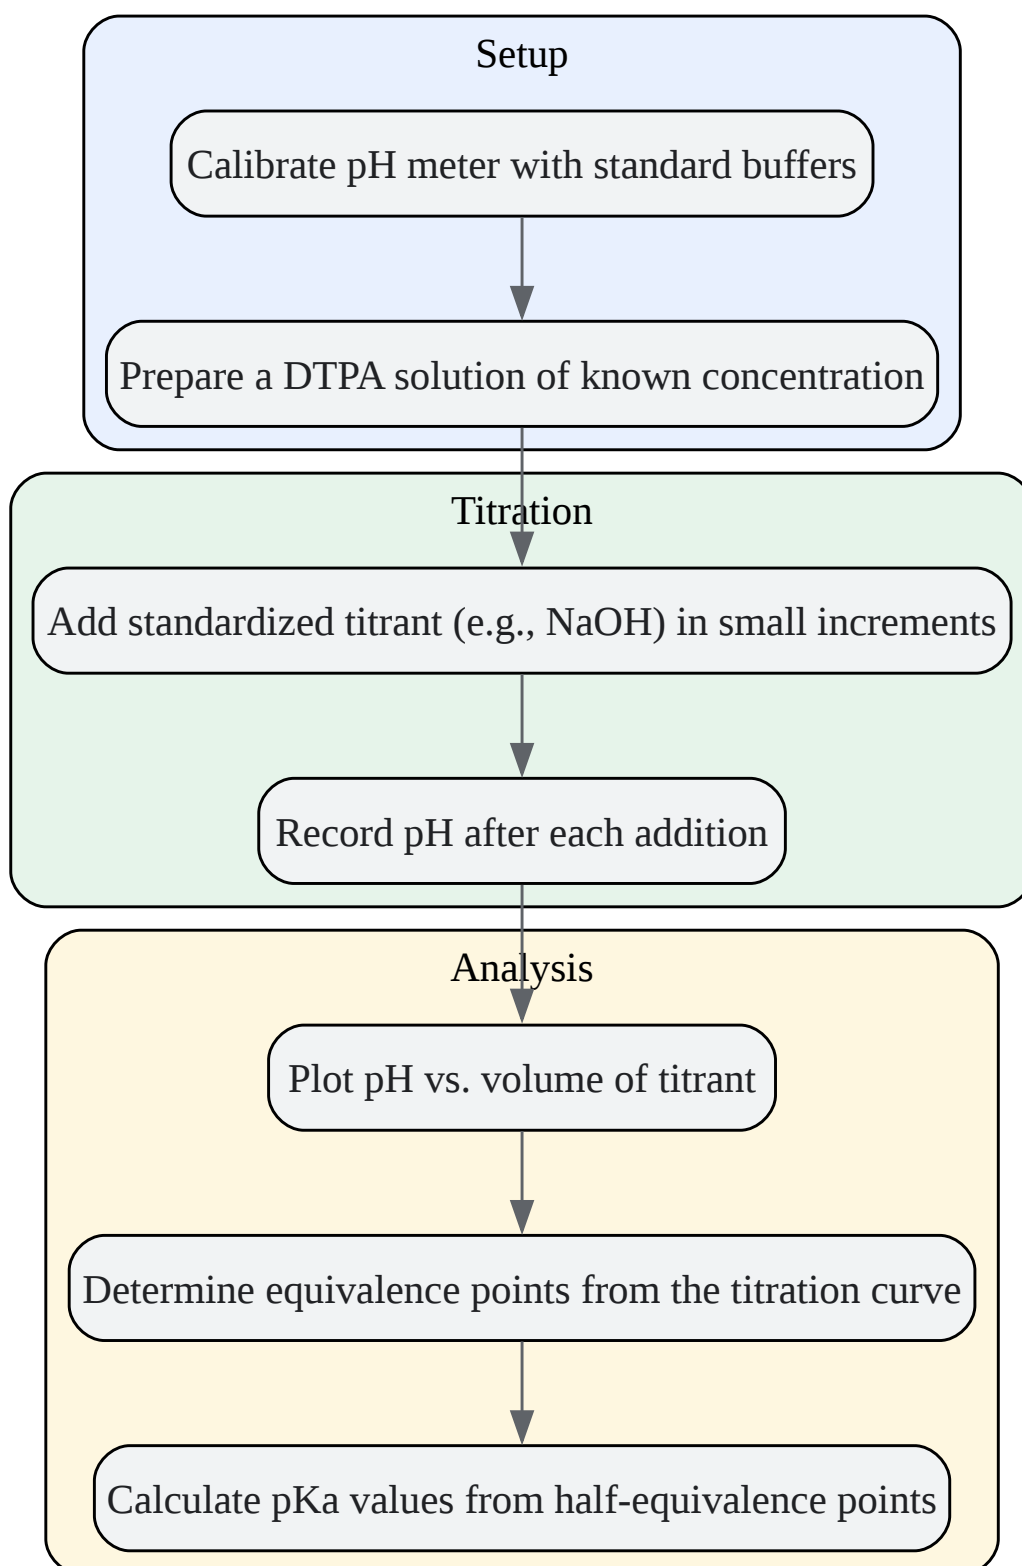 Setup
Calibrate pH meter with standard buffers
Prepare a DTPA solution of known concentration
Titration
Add standardized titrant (e.g., NaOH) in small increments
Record pH after each addition
Analysis
Plot pH vs. volume of titrant
Determine equivalence points from the titration curve
Calculate pKa values from half-equivalence points